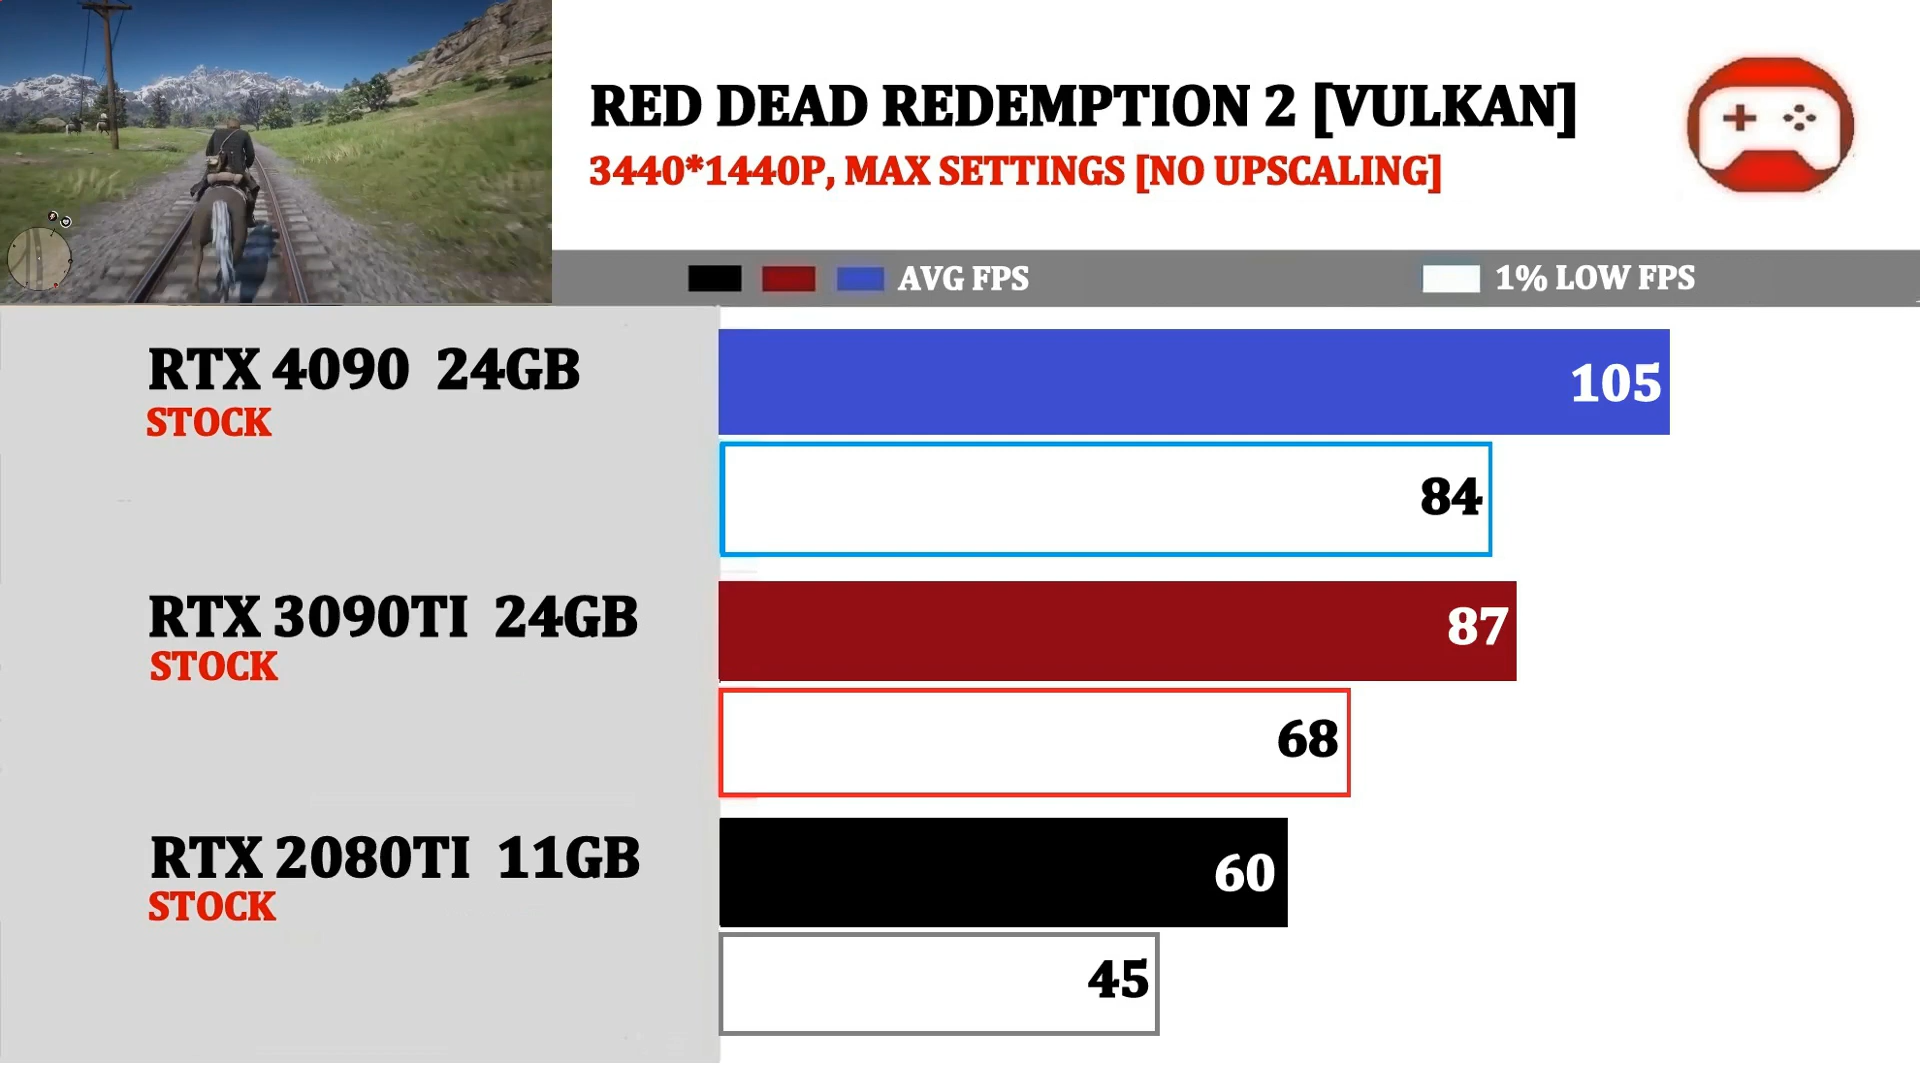 RED DEAD REDEMPTION 2 [VULKAN]
3440*1440P, MAX SETTINGS [NO UPSCALING]
AVG FPS
1% LOW FPS
RTX 4090 24GB
STOCK
105
84
RTX 3090TI 24GB
STOCK
87
68
RTX 2080TI 11GB
STOCK
60
45